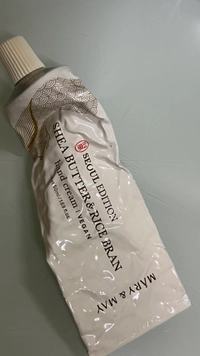 SEOUL EDITION
SHEA BUTTER & RICE BRAN
hand cream / VEGAN
MARY & MAY